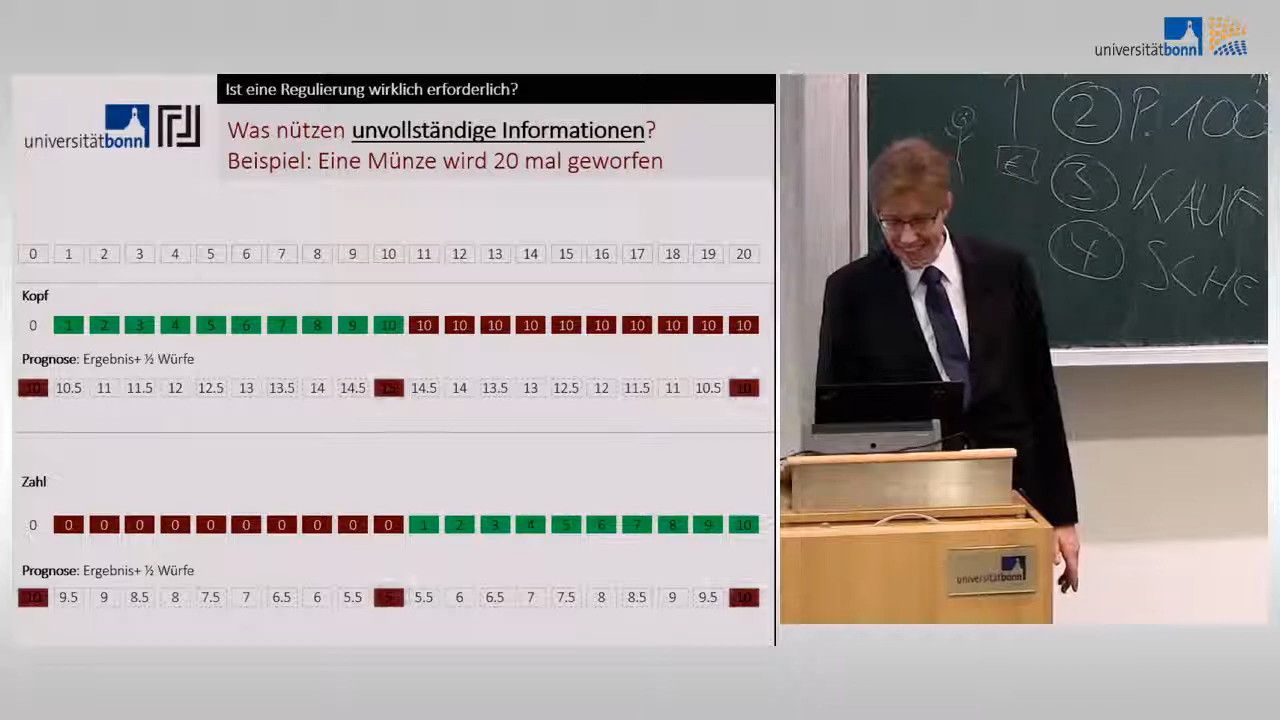 universitätbonn
Ist eine Regulierung wirklich erforderlich?
universitätbonn
Was nützen unvollständige Informationen?
Beispiel: Eine Münze wird 20 mal geworfen
0 1 2 3 4 5 6 7 8 9 10 11 12 13 14 15 16 17 18 19 20
Kopf
0 1 2 3 4 5 6 7 8 9 10 10 10 10 10 10 10 10 10 10 10
Prognose: Ergebnis+ ½ Würfe
10 10.5 11 11.5 12 12.5 13 13.5 14 14.5 15 14.5 14 13.5 13 12.5 12 11.5 11 10.5 10
Zahl
0 0 0 0 0 0 0 0 0 0 0 1 2 3 4 5 6 7 8 9 10
Prognose: Ergebnis+ ½ Würfe
10 9.5 9 8.5 8 7.5 7 6.5 6 5.5 5 5.5 6 6.5 7 7.5 8 8.5 9 9.5 10
2 P. 100
€
3 KAUF
4 SCHE
universitätbonn